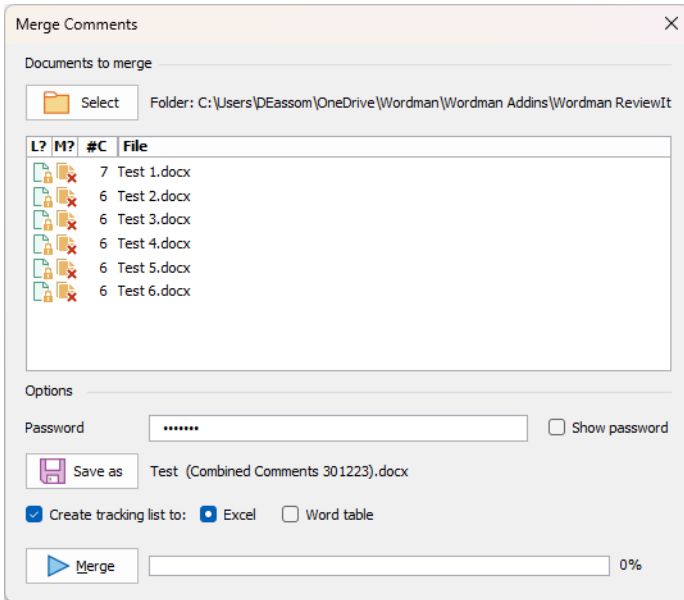 Merge Comments
Documents to merge
Select Folder: C:\Users\DEassom\OneDrive\Wordman\Wordman Addins\Wordman ReviewIt
L? M? #C File
7 Test 1.docx
6 Test 2.docx
6 Test 3.docx
6 Test 4.docx
6 Test 5.docx
6 Test 6.docx
Options
Password ••••••• Show password
Save as Test (Combined Comments 301223).docx
Create tracking list to: Excel Word table
Merge 0%